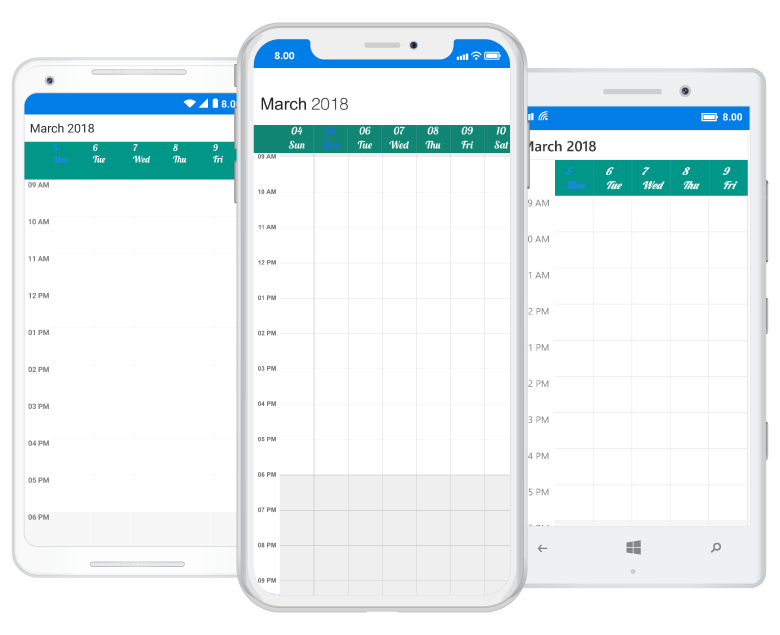 8.0
March 2018
5 6 7 8 9
Mon Tue Wed Thu Fri
09 AM
10 AM
11 AM
12 PM
01 PM
02 PM
03 PM
04 PM
05 PM
06 PM
8.00
March 2018
04 06 07 08 09 10
Sun Tue Wed Thu Fri Sat
09 AM
10 AM
11 AM
12 PM
01 PM
02 PM
03 PM
04 PM
05 PM
06 PM
07 PM
08 PM
09 PM
8.00
March 2018
6 7 8 9
Mon Tue Wed Thu Fri
9 AM
0 AM
1 AM
2 PM
1 PM
2 PM
3 PM
4 PM
5 PM